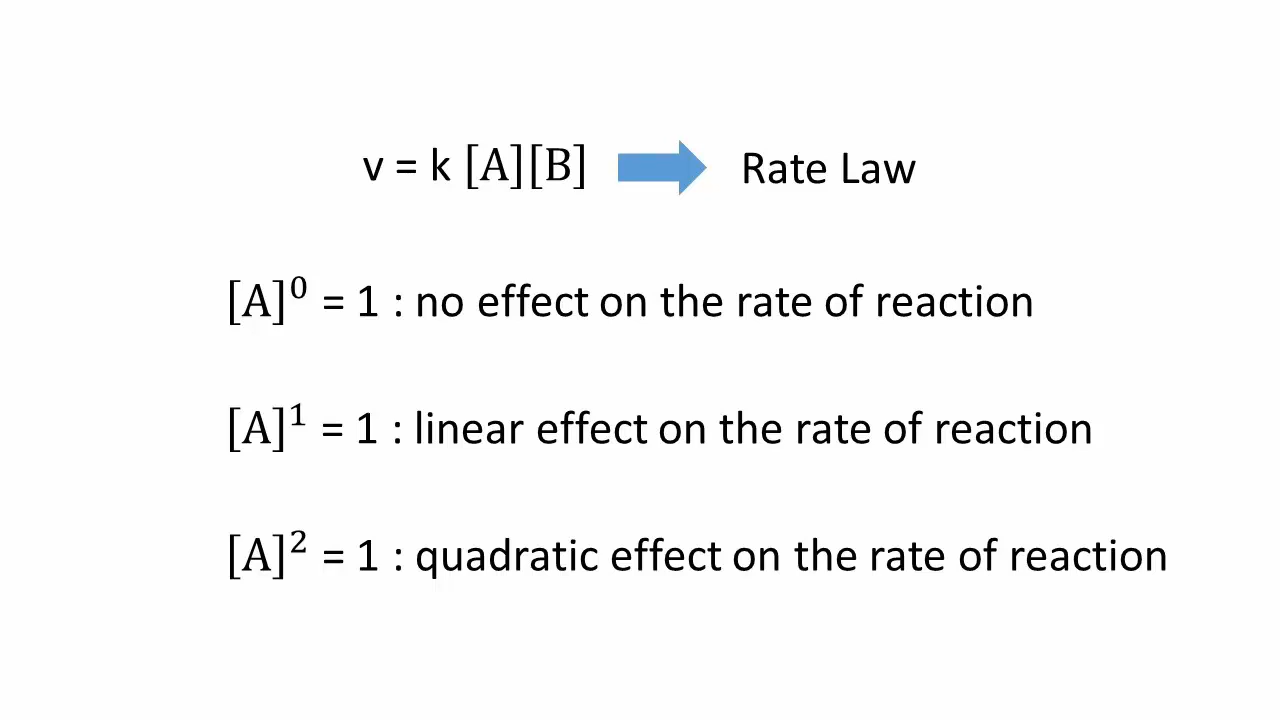 v = k [A][B] Rate Law
[A]⁰ = 1 : no effect on the rate of reaction
[A]¹ = 1 : linear effect on the rate of reaction
[A]² = 1 : quadratic effect on the rate of reaction